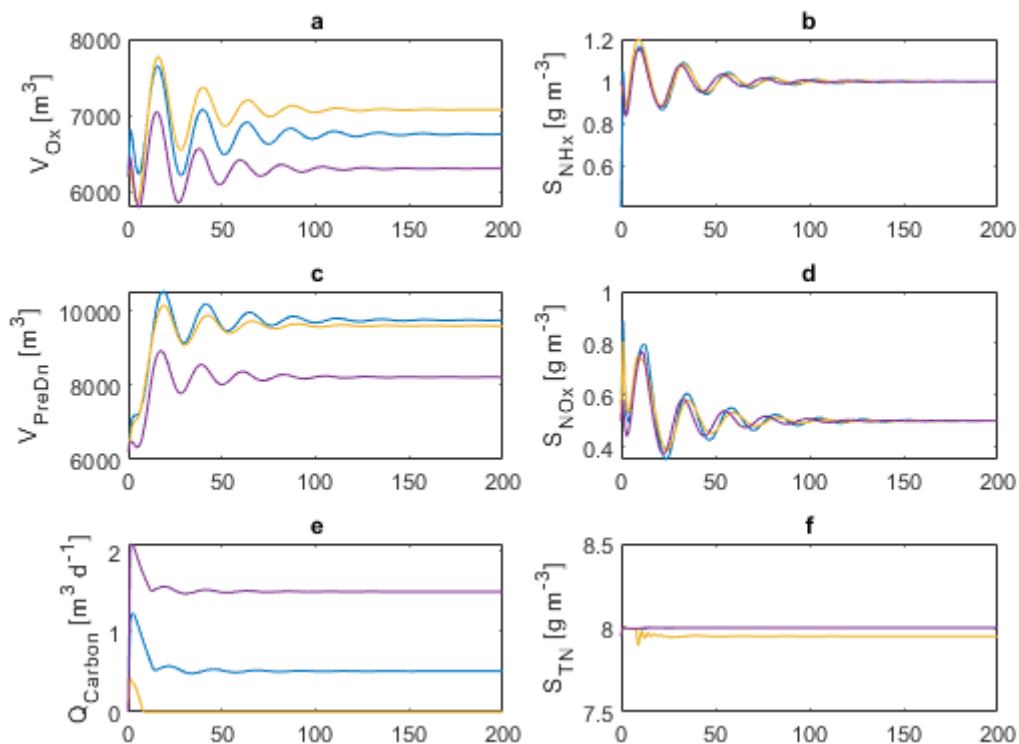 a
V_Ox [m^3]
8000
7000
6000
0 50 100 150 200
b
S_NHx [g m^-3]
1.2
1
0.8
0.6
0 50 100 150 200
c
V_PreDn [m^3]
10000
8000
6000
0 50 100 150 200
d
S_NOx [g m^-3]
1
0.8
0.6
0.4
0 50 100 150 200
e
Q_Carbon [m^3 d^-1]
2
1
0
0 50 100 150 200
f
S_TN [g m^-3]
8.5
8
7.5
0 50 100 150 200